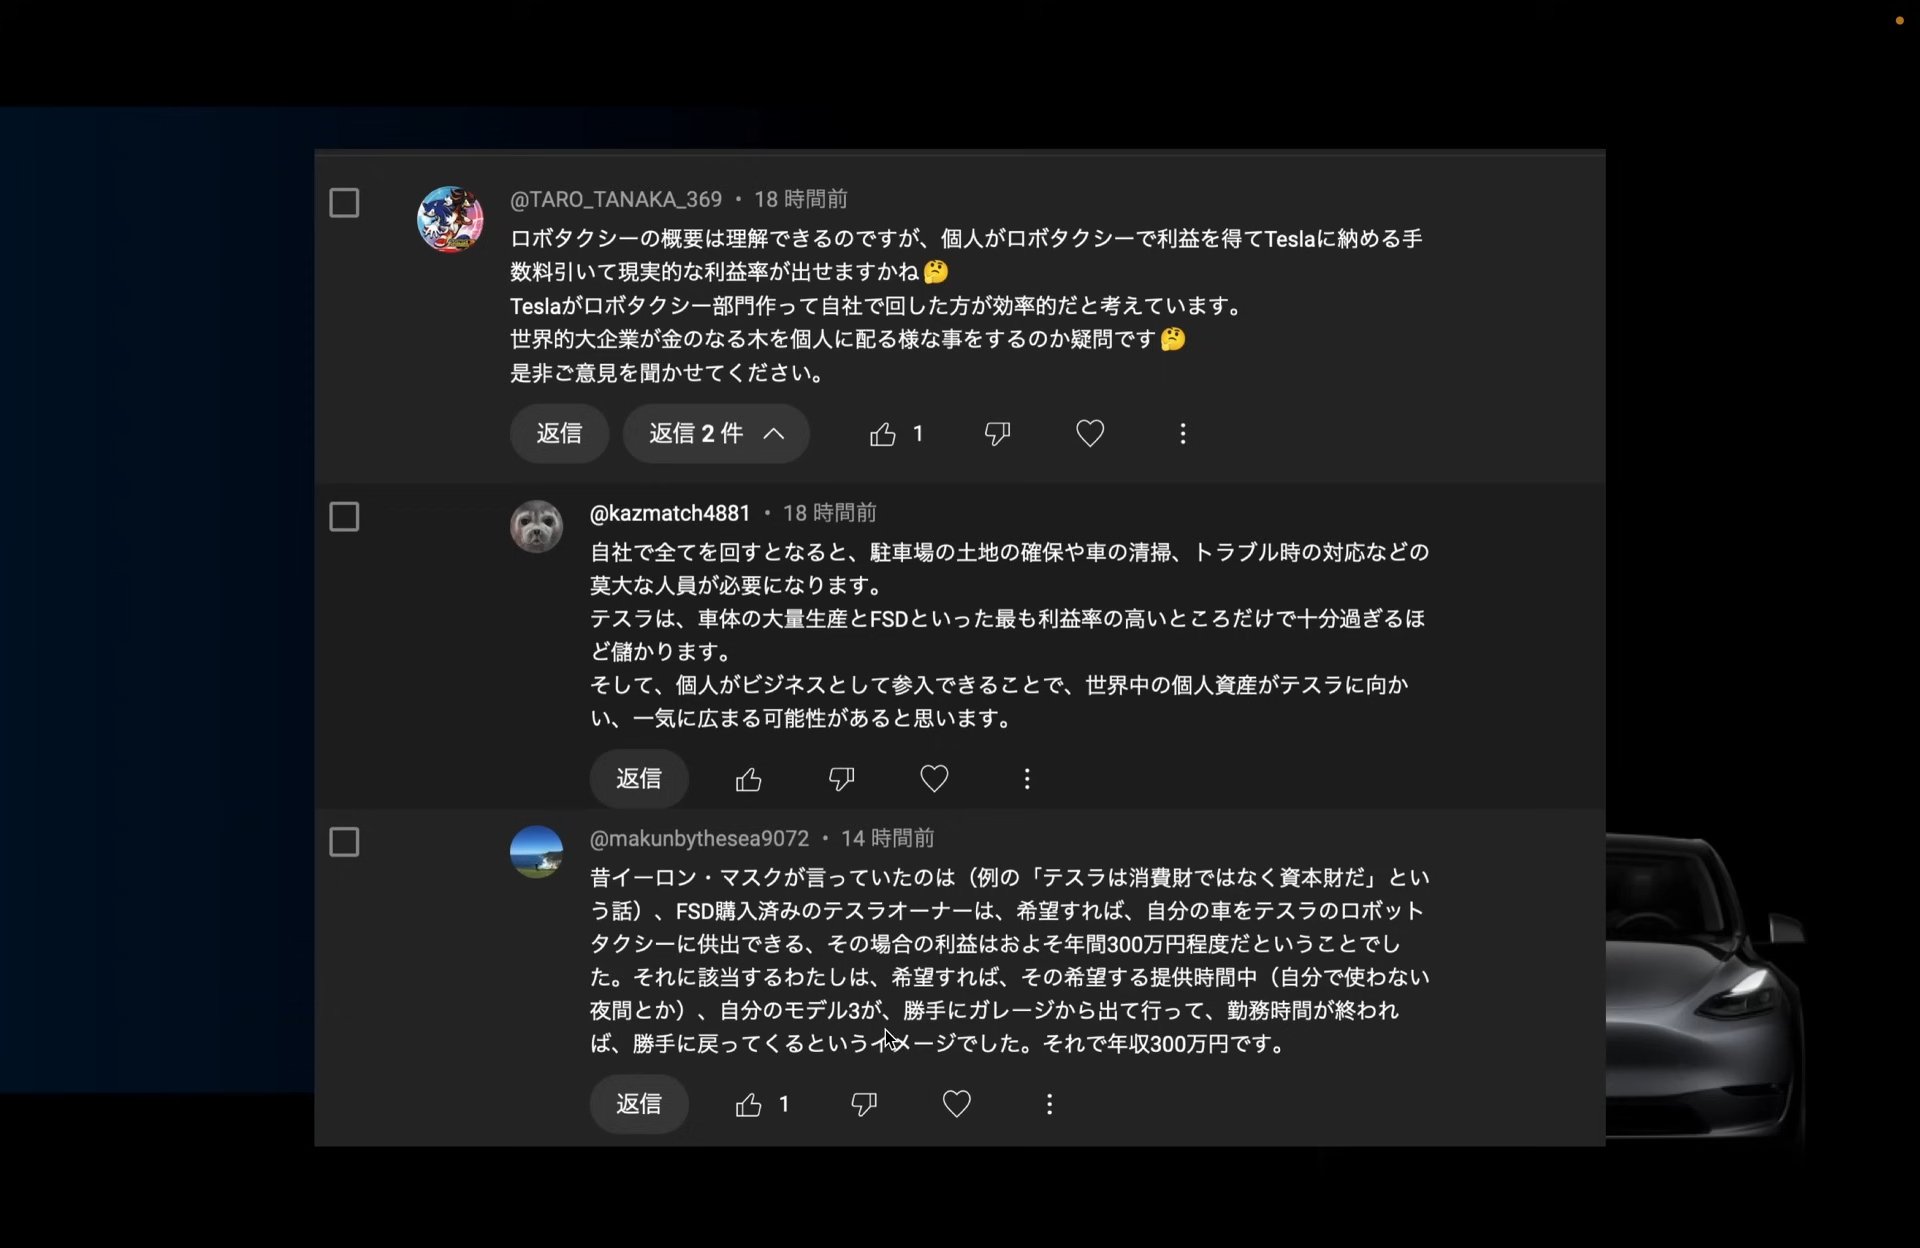 @TARO_TANAKA_369 • 18 時間前
ロボタクシーの概要は理解できるのですが、個人がロボタクシーで利益を得てTeslaに納める手
数料引いて現実的な利益率が出せますかね🤔
Teslaがロボタクシー部門作って自社で回した方が効率的だと考えています。
世界的大企業が金のなる木を個人に配る様な事をするのか疑問です🤔
是非ご意見を聞かせてください。
返信 返信 2 件 1
@kazmatch4881 • 18 時間前
自社で全てを回すとなると、駐車場の土地の確保や車の清掃、トラブル時の対応などの
莫大な人員が必要になります。
テスラは、車体の大量生産とFSDといった最も利益率の高いところだけで十分過ぎるほ
ど儲かります。
そして、個人がビジネスとして参入できることで、世界中の個人資産がテスラに向か
い、一気に広まる可能性があると思います。
返信
@makunbythesea9072 • 14 時間前
昔イーロン・マスクが言っていたのは（例の「テスラは消費財ではなく資本財だ」とい
う話）、FSD購入済みのテスラオーナーは、希望すれば、自分の車をテスラのロボット
タクシーに供出できる、その場合の利益はおよそ年間300万円程度だということでし
た。それに該当するわたしは、希望すれば、その希望する提供時間中（自分で使わない
夜間とか）、自分のモデル3が、勝手にガレージから出て行って、勤務時間が終われ
ば、勝手に戻ってくるというイメージでした。それで年収300万円です。
返信 1